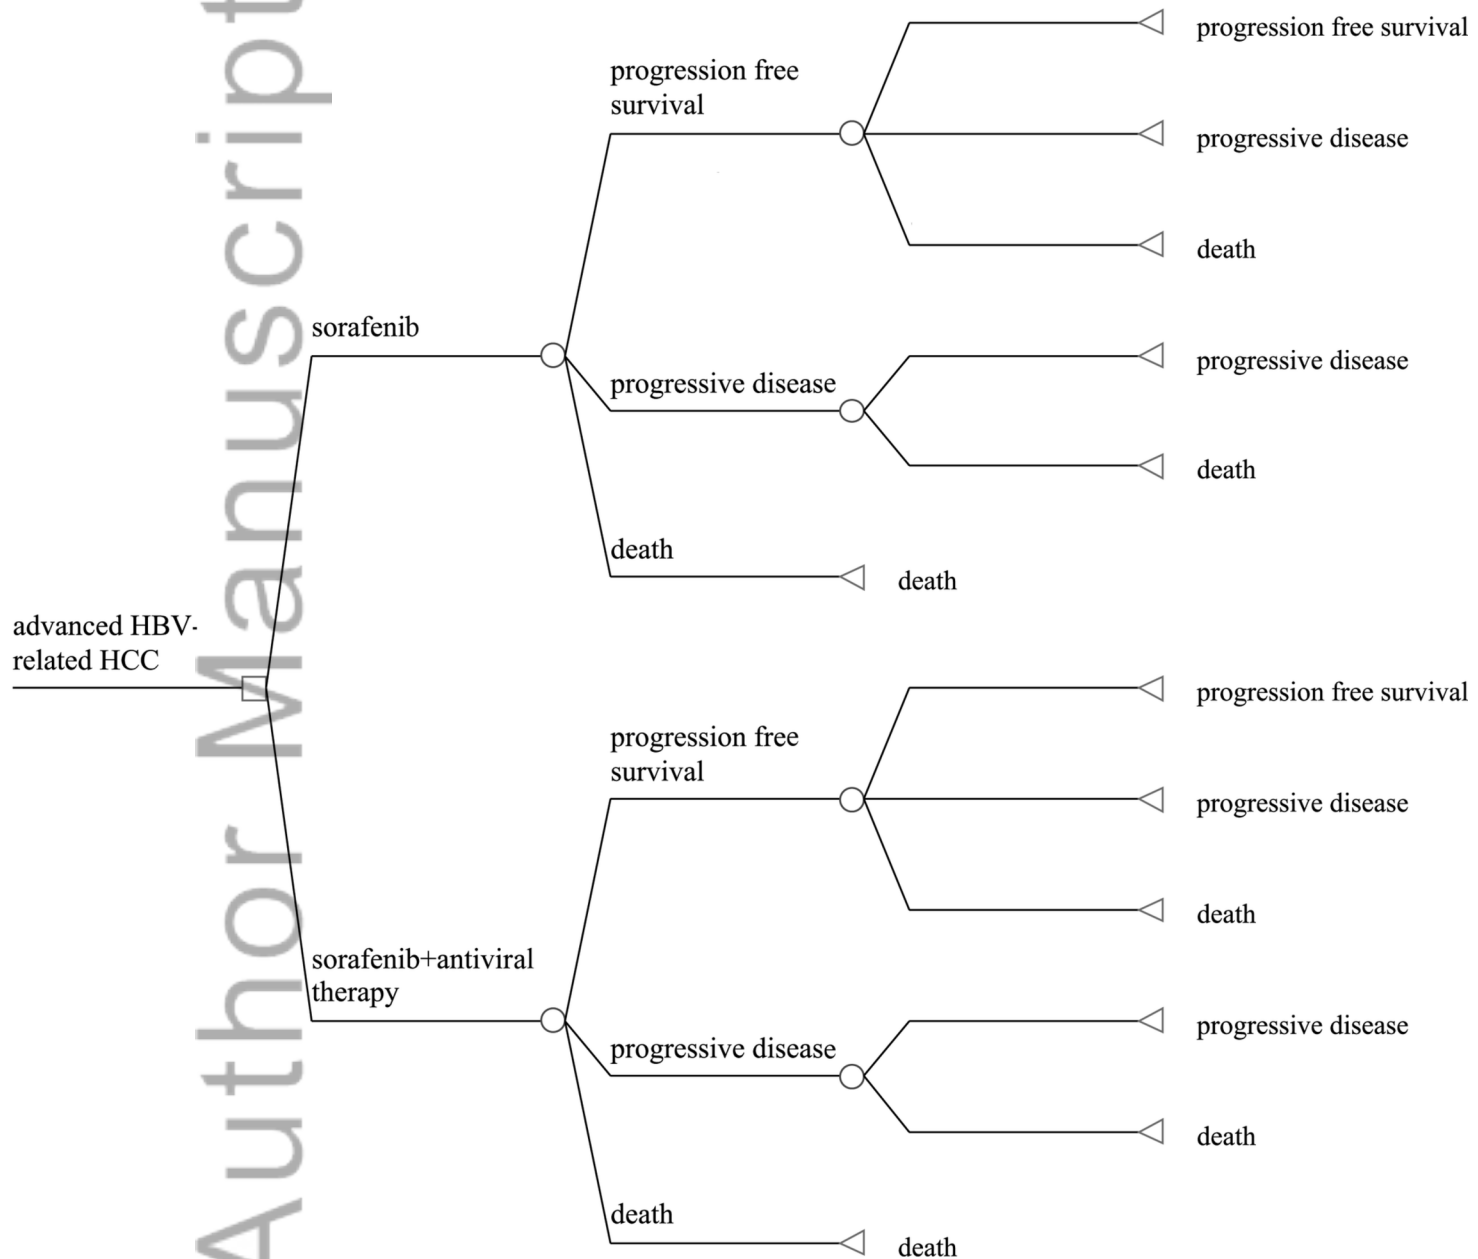 progression free survival
progression free
survival
progressive disease
death
sorafenib
progressive disease
progressive disease
death
death
death
advanced HBV-
related HCC
progression free survival
progression free
survival
progressive disease
death
sorafenib+antiviral
therapy
progressive disease
progressive disease
death
death
death
Author Manuscript